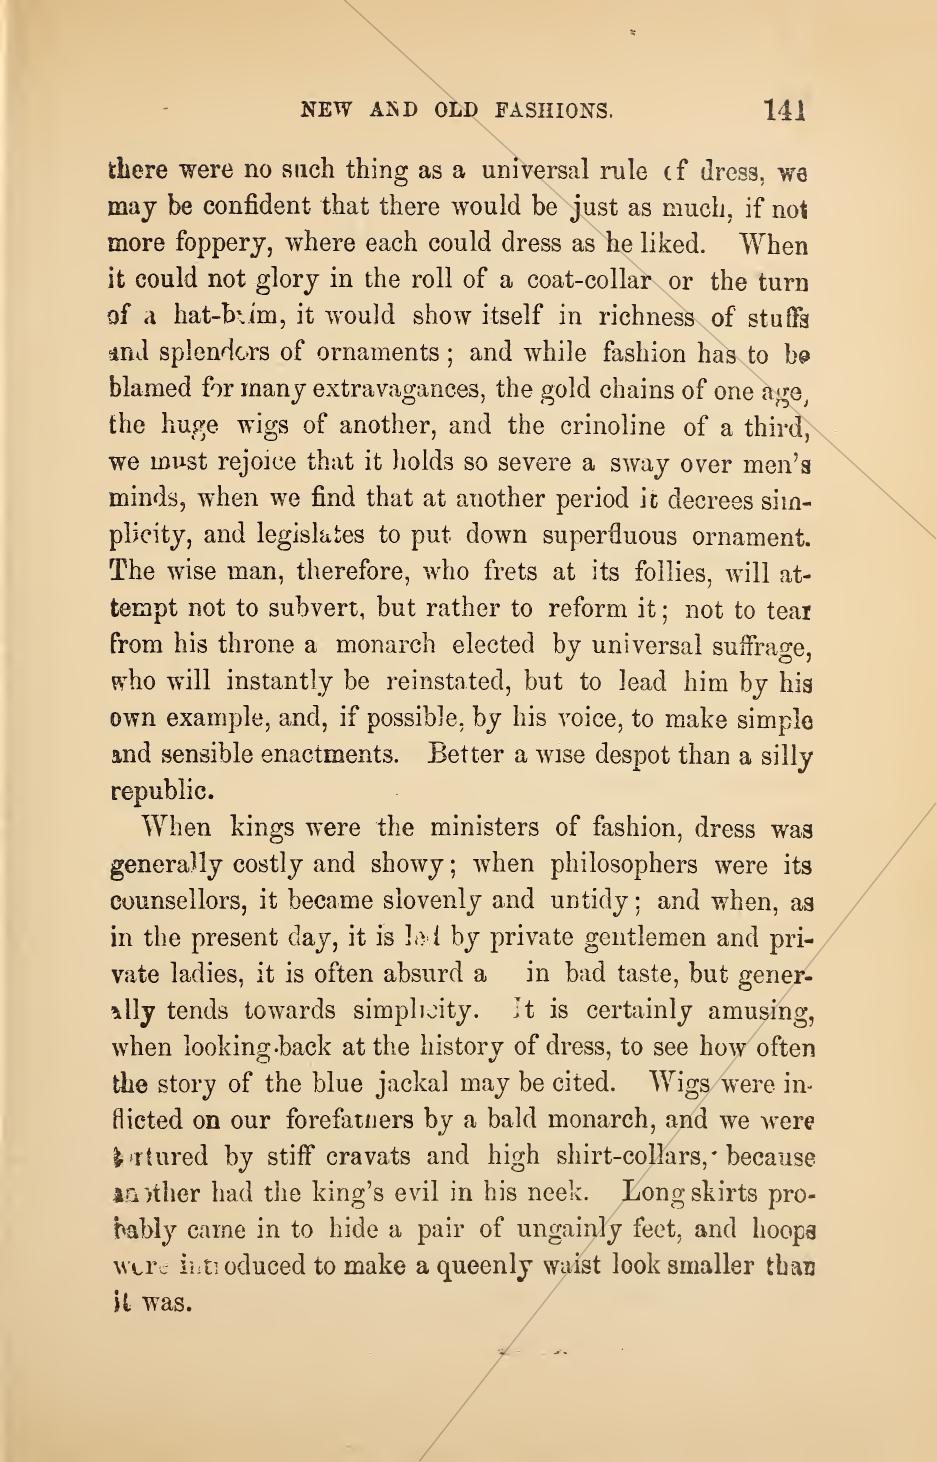 NEW AND OLD FASHIONS. 141
there were no such thing as a universal rule of dress, we
may be confident that there would be just as much, if not
more foppery, where each could dress as he liked. When
it could not glory in the roll of a coat-collar or the turn
of a hat-brim, it would show itself in richness of stuffs
and splendors of ornaments; and while fashion has to be
blamed for many extravagances, the gold chains of one age,
the huge wigs of another, and the crinoline of a third,
we must rejoice that it holds so severe a sway over men's
minds, when we find that at another period it decrees sim-
plicity, and legislates to put down superfluous ornament.
The wise man, therefore, who frets at its follies, will at-
tempt not to subvert, but rather to reform it; not to tear
from his throne a monarch elected by universal suffrage,
who will instantly be reinstated, but to lead him by his
own example, and, if possible, by his voice, to make simple
and sensible enactments. Better a wise despot than a silly
republic.
When kings were the ministers of fashion, dress was
generally costly and showy; when philosophers were its
counsellors, it became slovenly and untidy; and when, as
in the present day, it is led by private gentlemen and pri-
vate ladies, it is often absurd a in bad taste, but gener-
ally tends towards simplicity. It is certainly amusing,
when looking back at the history of dress, to see how often
the story of the blue jackal may be cited. Wigs were in-
flicted on our forefathers by a bald monarch, and we were
tortured by stiff cravats and high shirt-collars, because
another had the king's evil in his neck. Long skirts pro-
bably came in to hide a pair of ungainly feet, and hoops
were introduced to make a queenly waist look smaller than
it was.